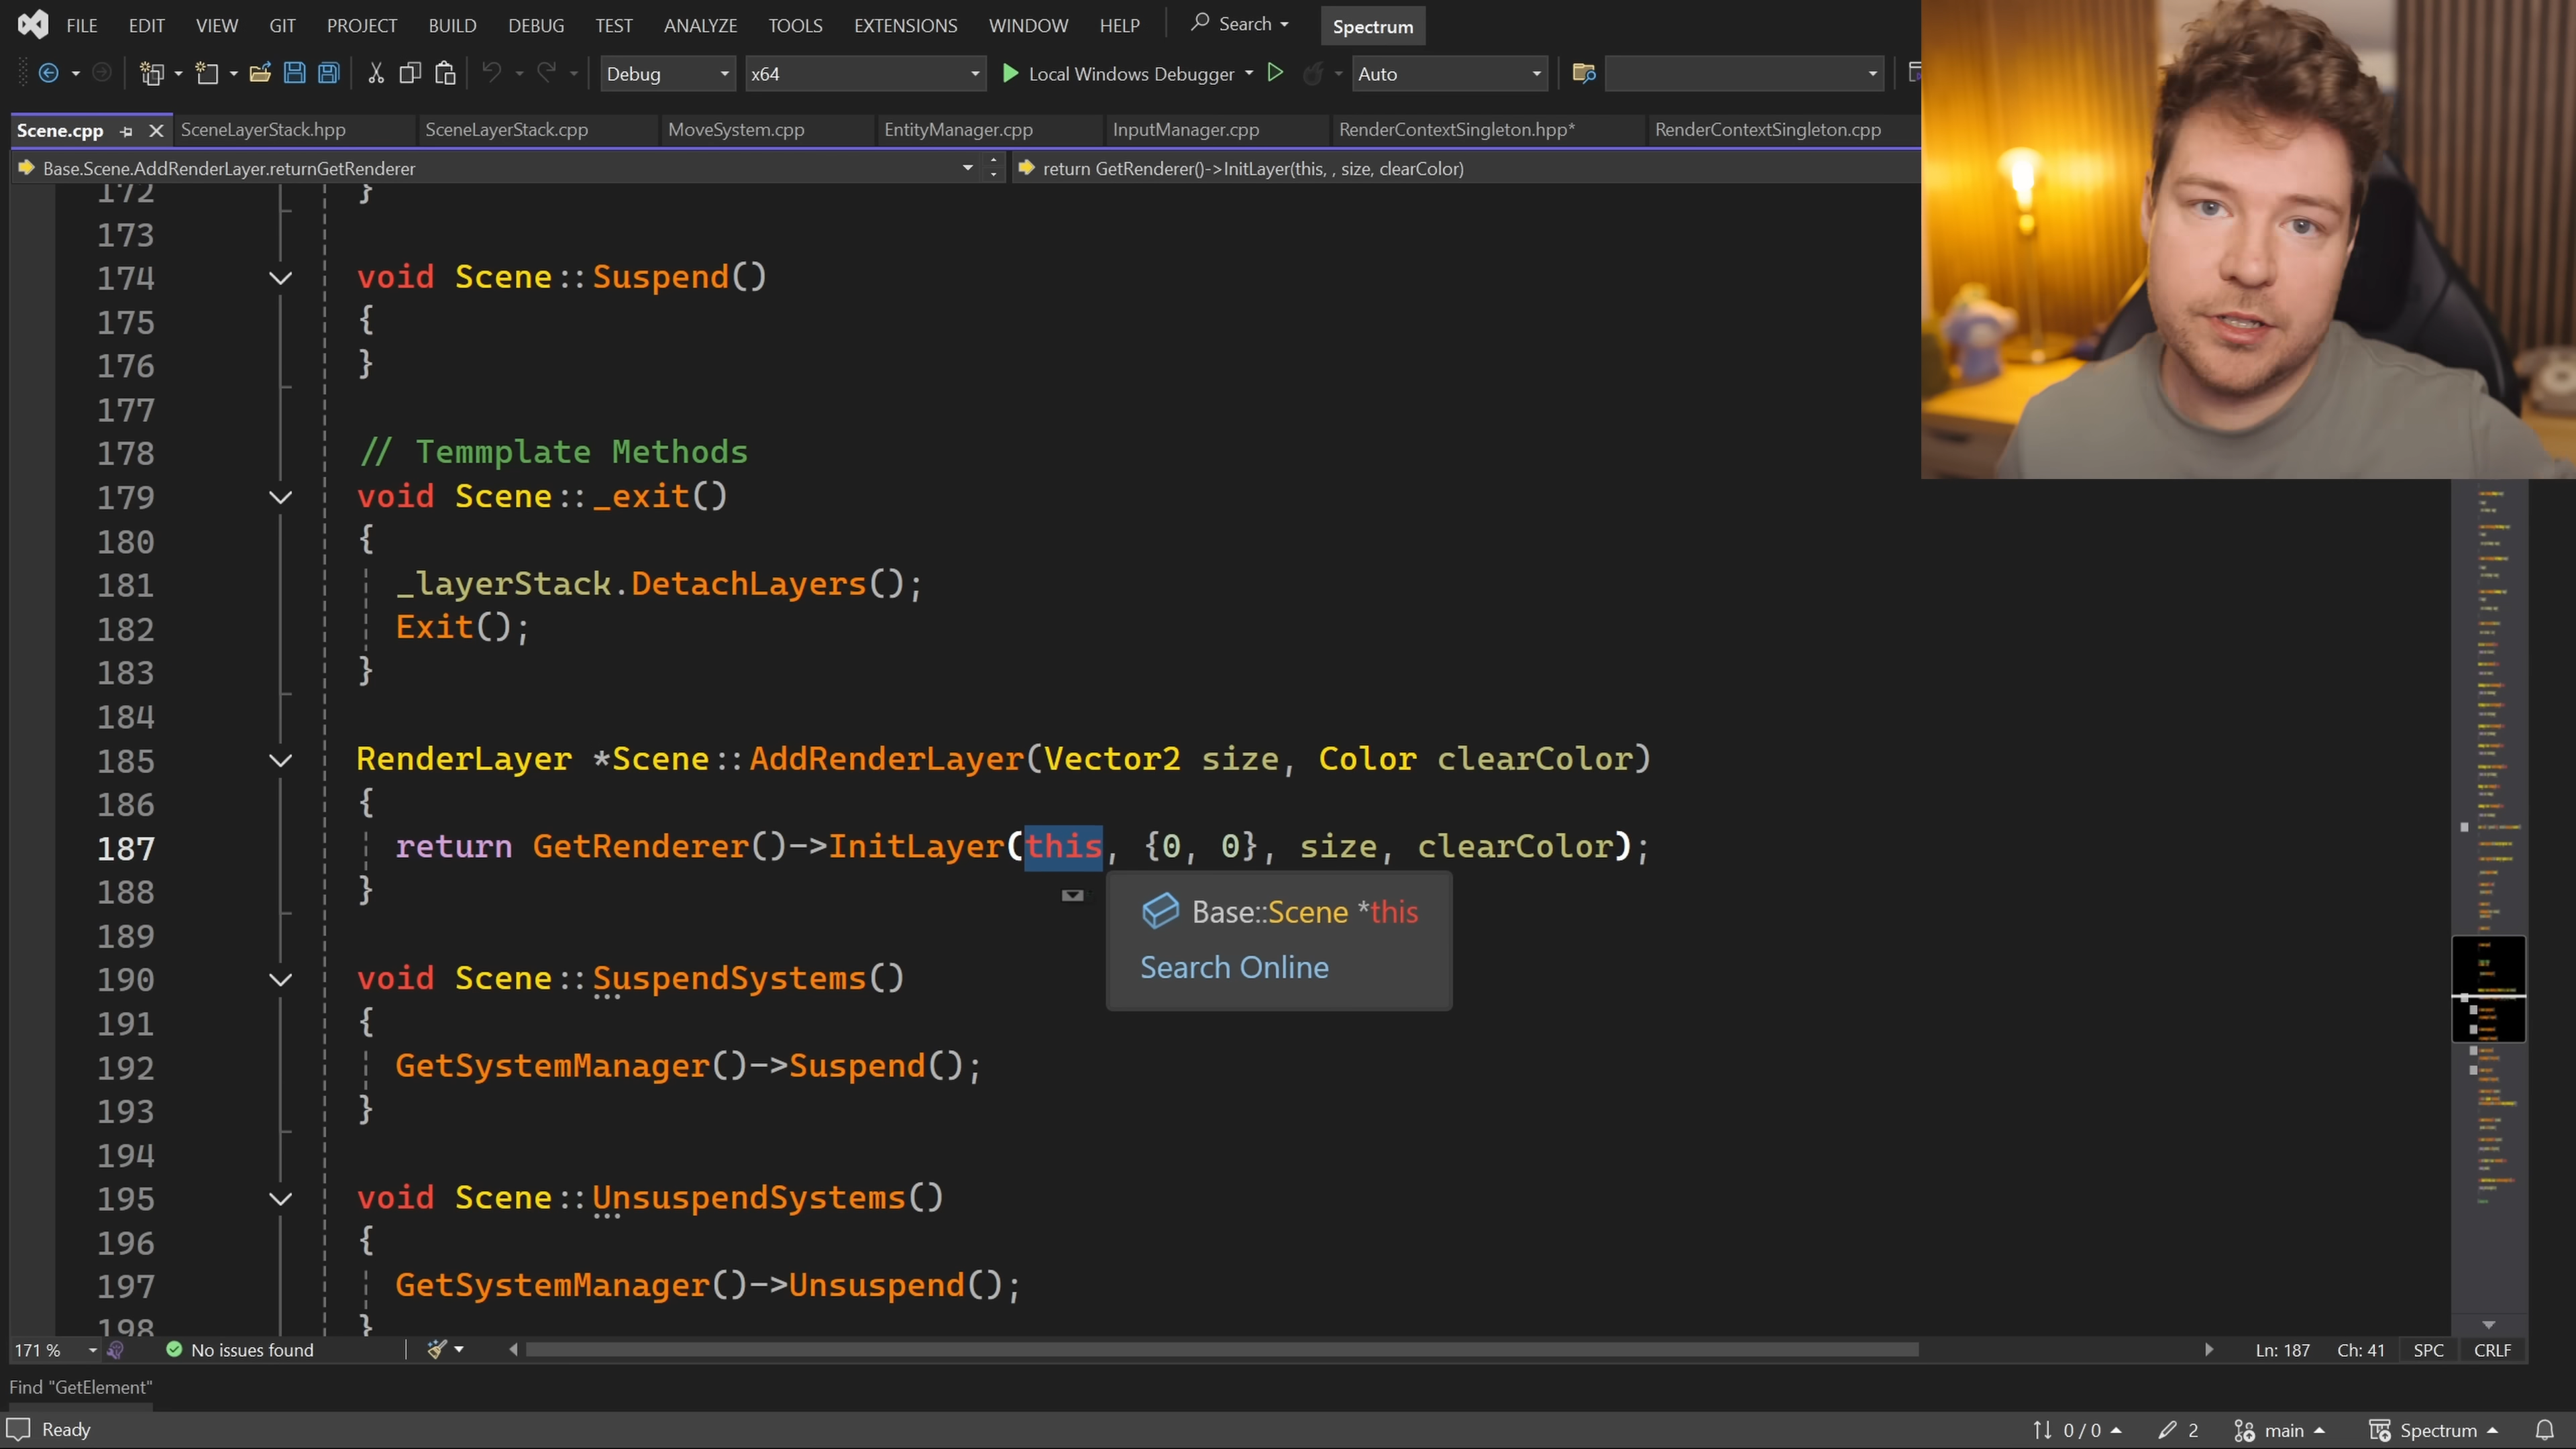 FILE EDIT VIEW GIT PROJECT BUILD DEBUG TEST ANALYZE TOOLS EXTENSIONS WINDOW HELP Search Spectrum
Debug x64 Local Windows Debugger Auto
Scene.cpp SceneLayerStack.hpp SceneLayerStack.cpp MoveSystem.cpp EntityManager.cpp InputManager.cpp RenderContextSingleton.hpp* RenderContextSingleton.cpp
Base.Scene.AddRenderLayer.returnGetRenderer return GetRenderer()->InitLayer(this, , size, clearColor)
172 }
173
174 void Scene::Suspend()
175 {
176 }
177
178 // Temmplate Methods
179 void Scene::_exit()
180 {
181 _layerStack.DetachLayers();
182 Exit();
183 }
184
185 RenderLayer *Scene::AddRenderLayer(Vector2 size, Color clearColor)
186 {
187 return GetRenderer()->InitLayer(this, {0, 0}, size, clearColor);
188 }
Base::Scene *this
189
Search Online
190 void Scene::SuspendSystems()
191 {
192 GetSystemManager()->Suspend();
193 }
194
195 void Scene::UnsuspendSystems()
196 {
197 GetSystemManager()->Unsuspend();
198 }
171 % No issues found Ln: 187 Ch: 41 SPC CRLF
Find "GetElement"
Ready 0 / 0 2 main Spectrum